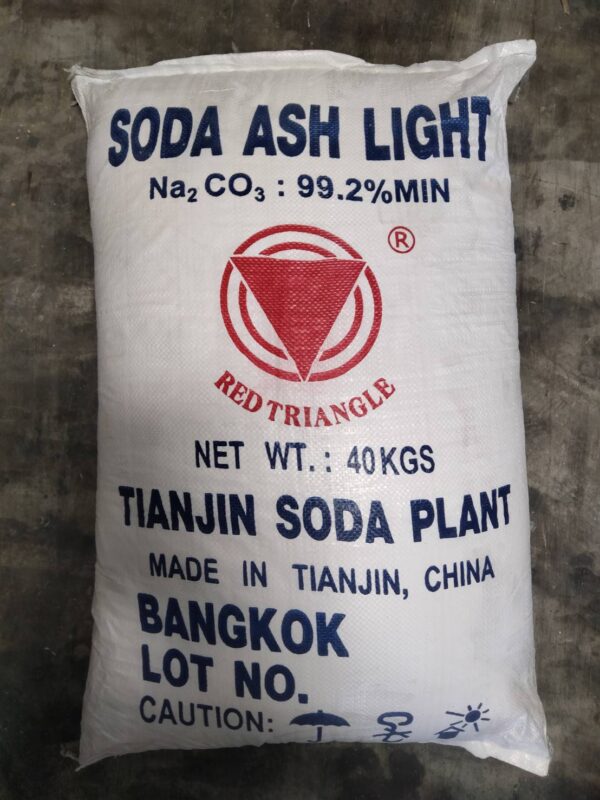 SODA ASH LIGHT
Na₂CO₃ : 99.2%MIN
®
RED TRIANGLE
NET WT.: 40KGS
TIANJIN SODA PLANT
MADE IN TIANJIN, CHINA
BANGKOK
LOT NO.
CAUTION: